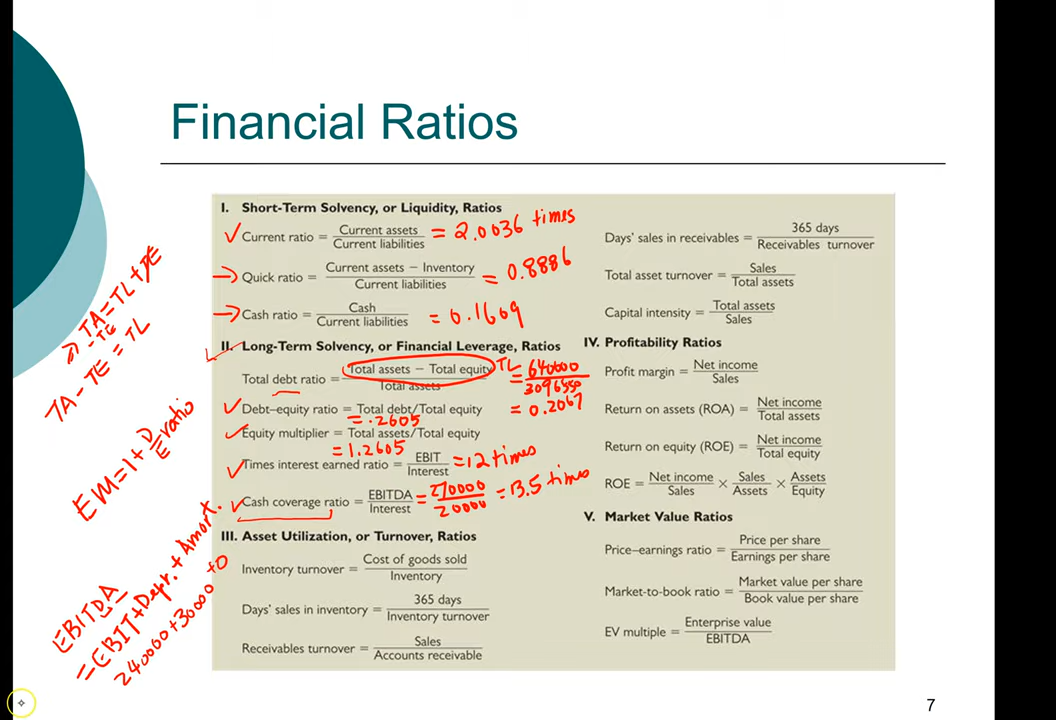 Financial Ratios
I. Short-Term Solvency, or Liquidity, Ratios
Current ratio = Current assets / Current liabilities = 2.0036 times
Quick ratio = Current assets − Inventory / Current liabilities = 0.8886
Cash ratio = Cash / Current liabilities = 0.1609
II. Long-Term Solvency, or Financial Leverage, Ratios
Total debt ratio = Total assets − Total equity / Total assets TL = 640000 / 3096550
= 0.2067
Debt–equity ratio = Total debt/Total equity
= .2605
Equity multiplier = Total assets/Total equity
= 1.2605
Times interest earned ratio = EBIT / Interest = 12 times
Cash coverage ratio = EBITDA / Interest = 270000 / 20000 = 13.5 times
III. Asset Utilization, or Turnover, Ratios
Inventory turnover = Cost of goods sold / Inventory
Days' sales in inventory = 365 days / Inventory turnover
Receivables turnover = Sales / Accounts receivable
Days' sales in receivables = 365 days / Receivables turnover
Total asset turnover = Sales / Total assets
Capital intensity = Total assets / Sales
IV. Profitability Ratios
Profit margin = Net income / Sales
Return on assets (ROA) = Net income / Total assets
Return on equity (ROE) = Net income / Total equity
ROE = Net income / Sales × Sales / Assets × Assets / Equity
V. Market Value Ratios
Price–earnings ratio = Price per share / Earnings per share
Market-to-book ratio = Market value per share / Book value per share
EV multiple = Enterprise value / EBITDA
TA = TL + TE
-TE
TA - TE = TL
EM = 1 + D/E ratio
EBITDA
= EBIT + Depr. + Amort.
240000 + 30000 + 0
7